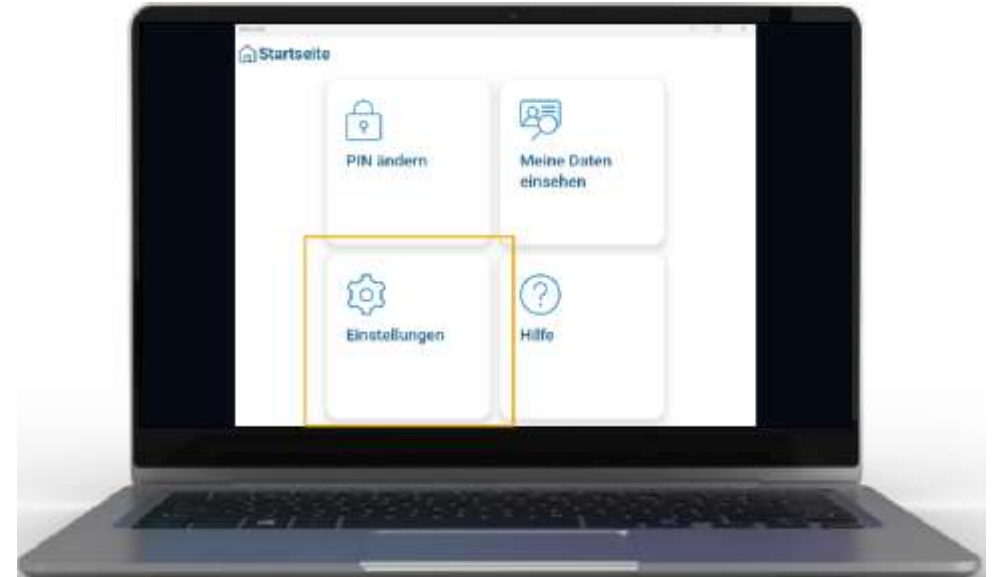 Startseite
PIN ändern
Meine Daten
einsehen
Einstellungen
Hilfe